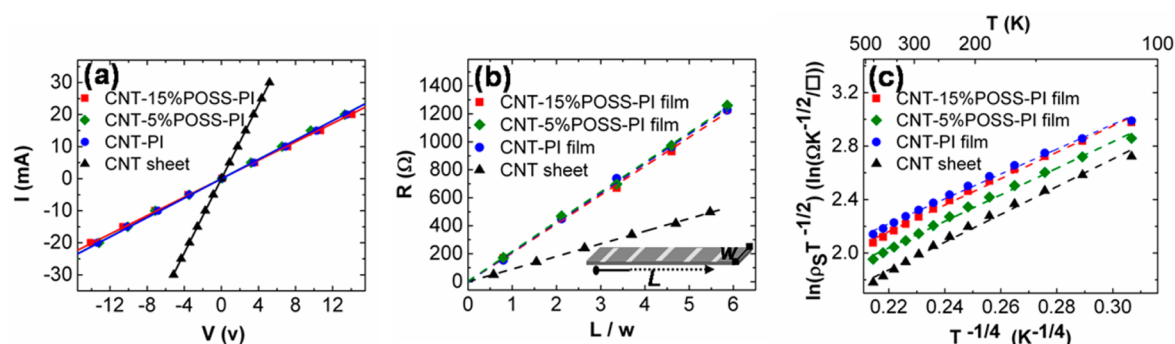 (a)
CNT-15%POSS-PI
CNT-5%POSS-PI
CNT-PI
CNT sheet
I (mA)
30
20
10
0
-10
-20
-30
-16
-12
-8
-4
0
4
8
12
16
V (v)
(b)
CNT-15%POSS-PI film
CNT-5%POSS-PI film
CNT-PI film
CNT sheet
R (Ω)
1400
1200
1000
800
600
400
200
0
w
L
0
1
2
3
4
5
6
L / w
T (K)
500
300
200
100
(c)
CNT-15%POSS-PI film
CNT-5%POSS-PI film
CNT-PI film
CNT sheet
ln(ρsT-1/2) (ln(ΩK-1/2/□))
3.6
3.2
2.8
2.4
2.0
0.22
0.24
0.26
0.28
0.30
T -1/4 (K-1/4)